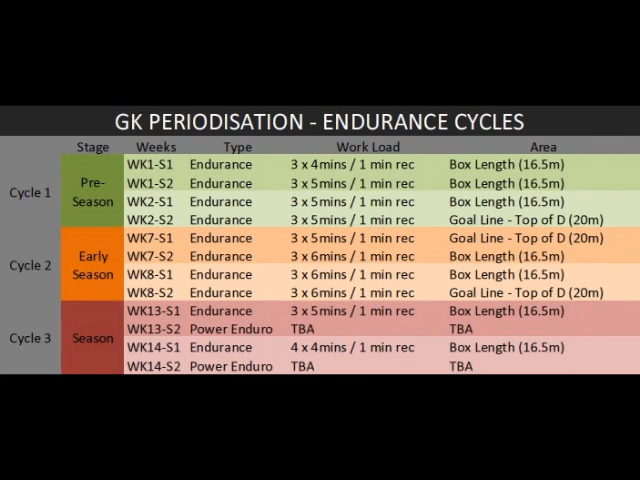 GK PERIODISATION - ENDURANCE CYCLES
Stage Weeks Type Work Load Area
Cycle 1 Pre-Season WK1-S1 Endurance 3 x 4mins / 1 min rec Box Length (16.5m)
WK1-S2 Endurance 3 x 5mins / 1 min rec Box Length (16.5m)
WK2-S1 Endurance 3 x 5mins / 1 min rec Box Length (16.5m)
WK2-S2 Endurance 3 x 5mins / 1 min rec Goal Line - Top of D (20m)
Cycle 2 Early Season WK7-S1 Endurance 3 x 5mins / 1 min rec Goal Line - Top of D (20m)
WK7-S2 Endurance 3 x 6mins / 1 min rec Box Length (16.5m)
WK8-S1 Endurance 3 x 6mins / 1 min rec Box Length (16.5m)
WK8-S2 Endurance 3 x 6mins / 1 min rec Goal Line - Top of D (20m)
Cycle 3 Season WK13-S1 Endurance 3 x 5mins / 1 min rec Box Length (16.5m)
WK13-S2 Power Enduro TBA TBA
WK14-S1 Endurance 4 x 4mins / 1 min rec Box Length (16.5m)
WK14-S2 Power Enduro TBA TBA